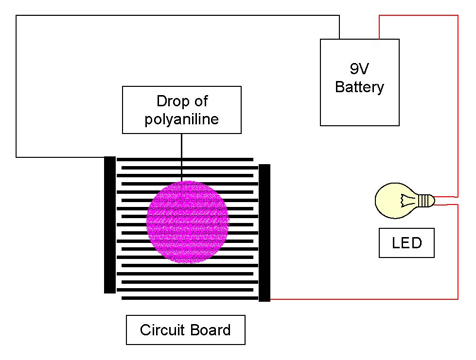 9V
Battery
Drop of
polyaniline
LED
Circuit Board